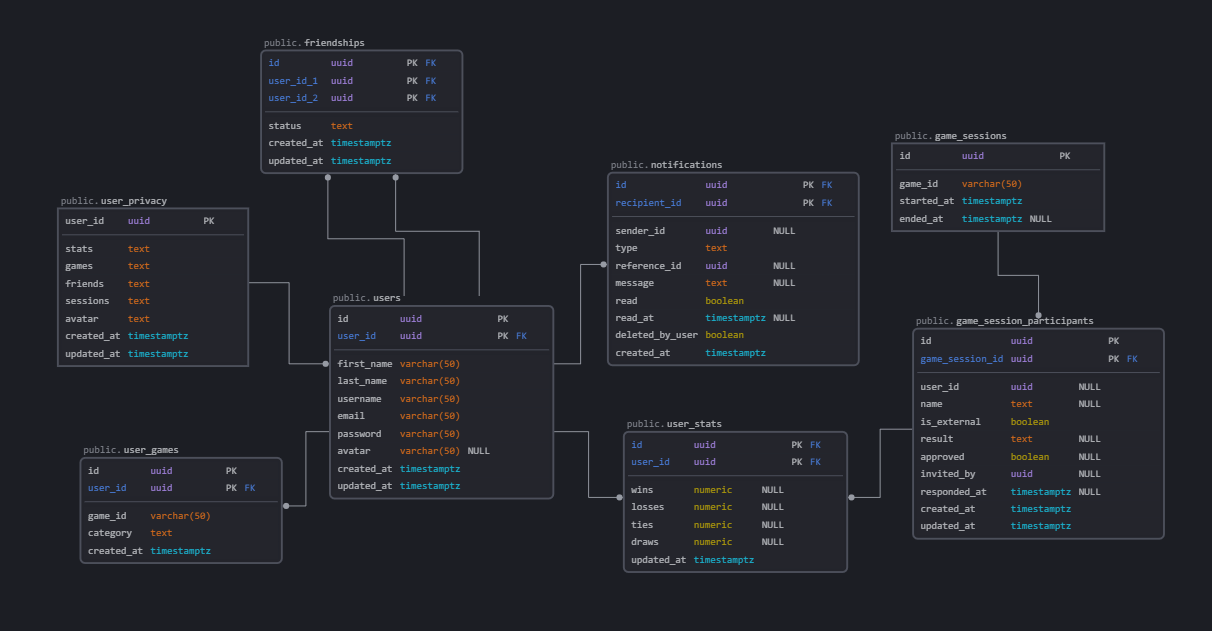 public.friendships
id uuid PK FK
user_id_1 uuid PK FK
user_id_2 uuid PK FK
status text
created_at timestamptz
updated_at timestamptz
public.user_privacy
user_id uuid PK
stats text
games text
friends text
sessions text
avatar text
created_at timestamptz
updated_at timestamptz
public.users
id uuid PK
user_id uuid PK FK
first_name varchar(50)
last_name varchar(50)
username varchar(50)
email varchar(50)
password varchar(50)
avatar varchar(50) NULL
created_at timestamptz
updated_at timestamptz
public.user_games
id uuid PK
user_id uuid PK FK
game_id varchar(50)
category text
created_at timestamptz
public.notifications
id uuid PK FK
recipient_id uuid PK FK
sender_id uuid NULL
type text
reference_id uuid NULL
message text NULL
read boolean
read_at timestamptz NULL
deleted_by_user boolean
created_at timestamptz
public.user_stats
id uuid PK FK
user_id uuid PK FK
wins numeric NULL
losses numeric NULL
ties numeric NULL
draws numeric NULL
updated_at timestamptz
public.game_sessions
id uuid PK
game_id varchar(50)
started_at timestamptz
ended_at timestamptz NULL
public.game_session_participants
id uuid PK
game_session_id uuid PK FK
user_id uuid NULL
name text NULL
is_external boolean
result text NULL
approved boolean NULL
invited_by uuid NULL
responded_at timestamptz NULL
created_at timestamptz
updated_at timestamptz